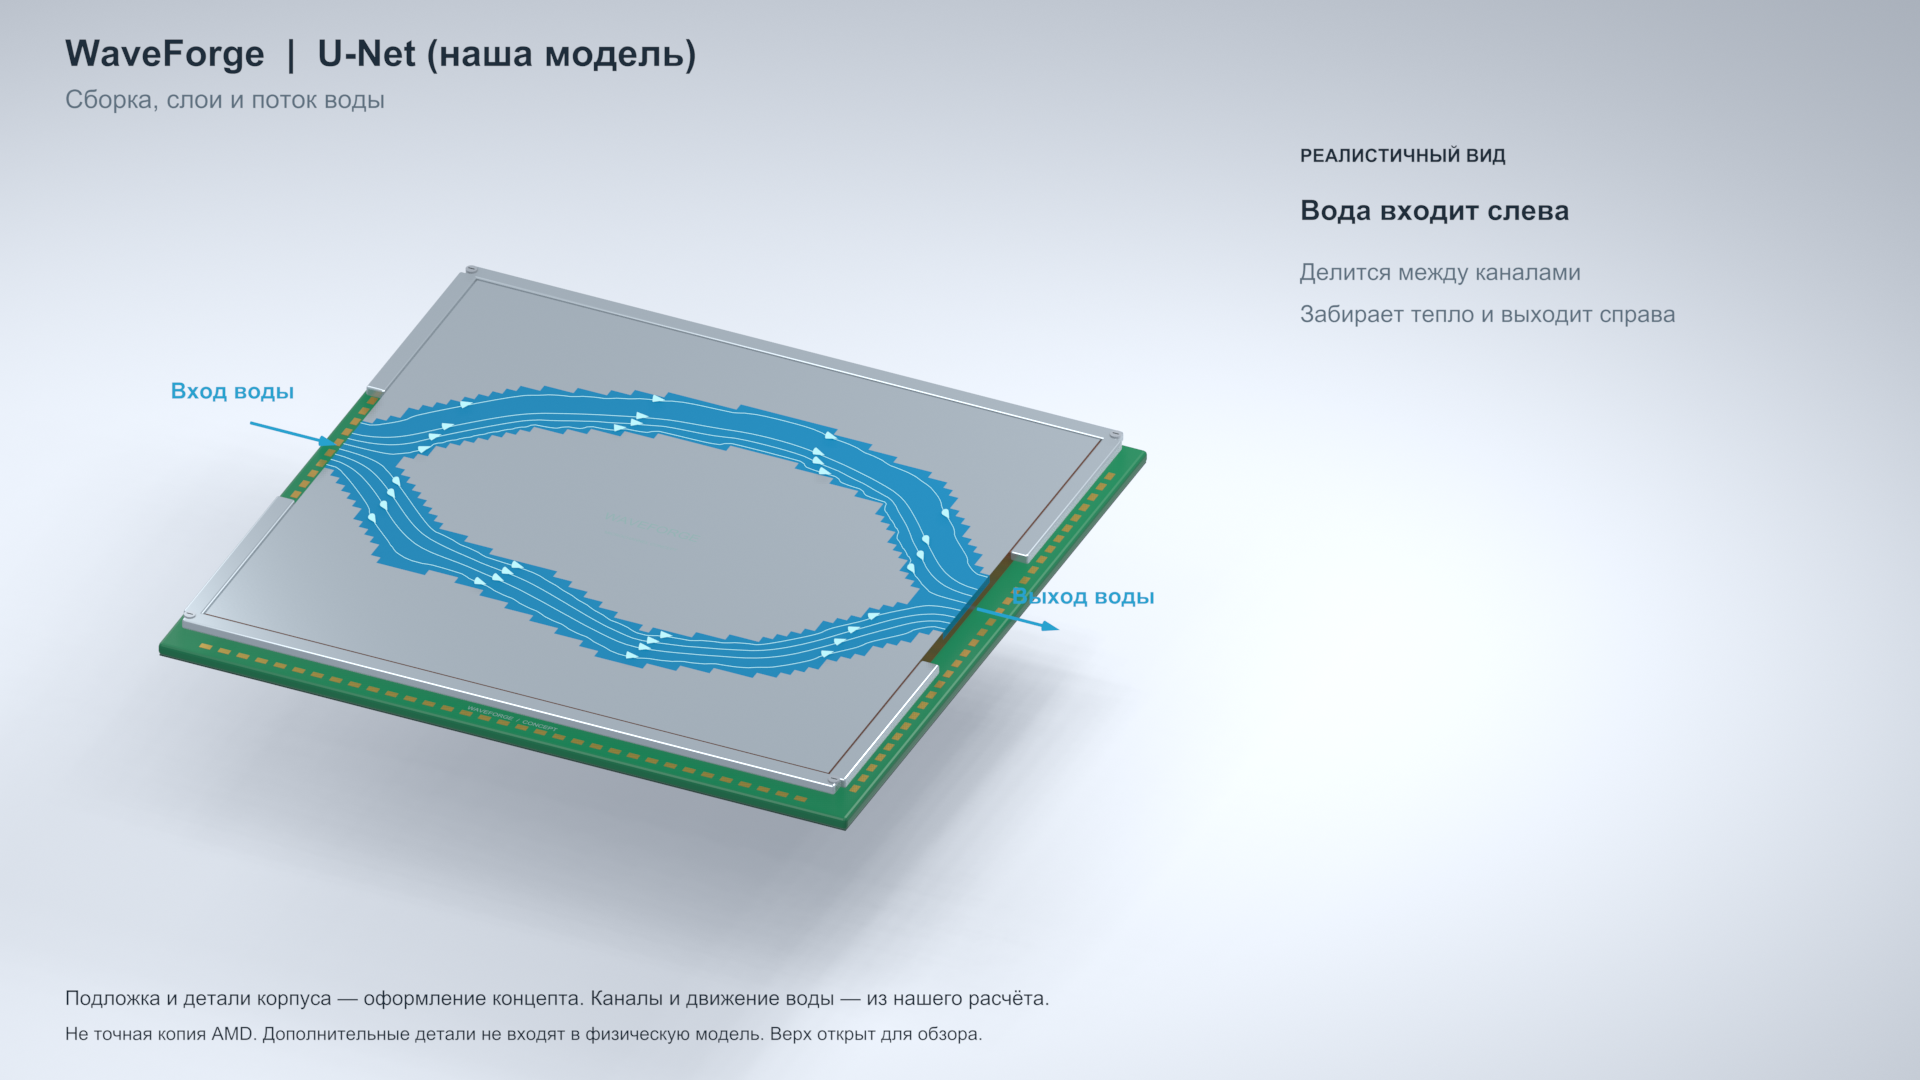 WaveForge | U-Net (наша модель)
Сборка, слои и поток воды
РЕАЛИСТИЧНЫЙ ВИД
Вода входит слева
Делится между каналами
Забирает тепло и выходит справа
Вход воды
Выход воды
WAVEFORGE / CONCEPT
Подложка и детали корпуса — оформление концепта. Каналы и движение воды — из нашего расчёта.
Не точная копия AMD. Дополнительные детали не входят в физическую модель. Верх открыт для обзора.